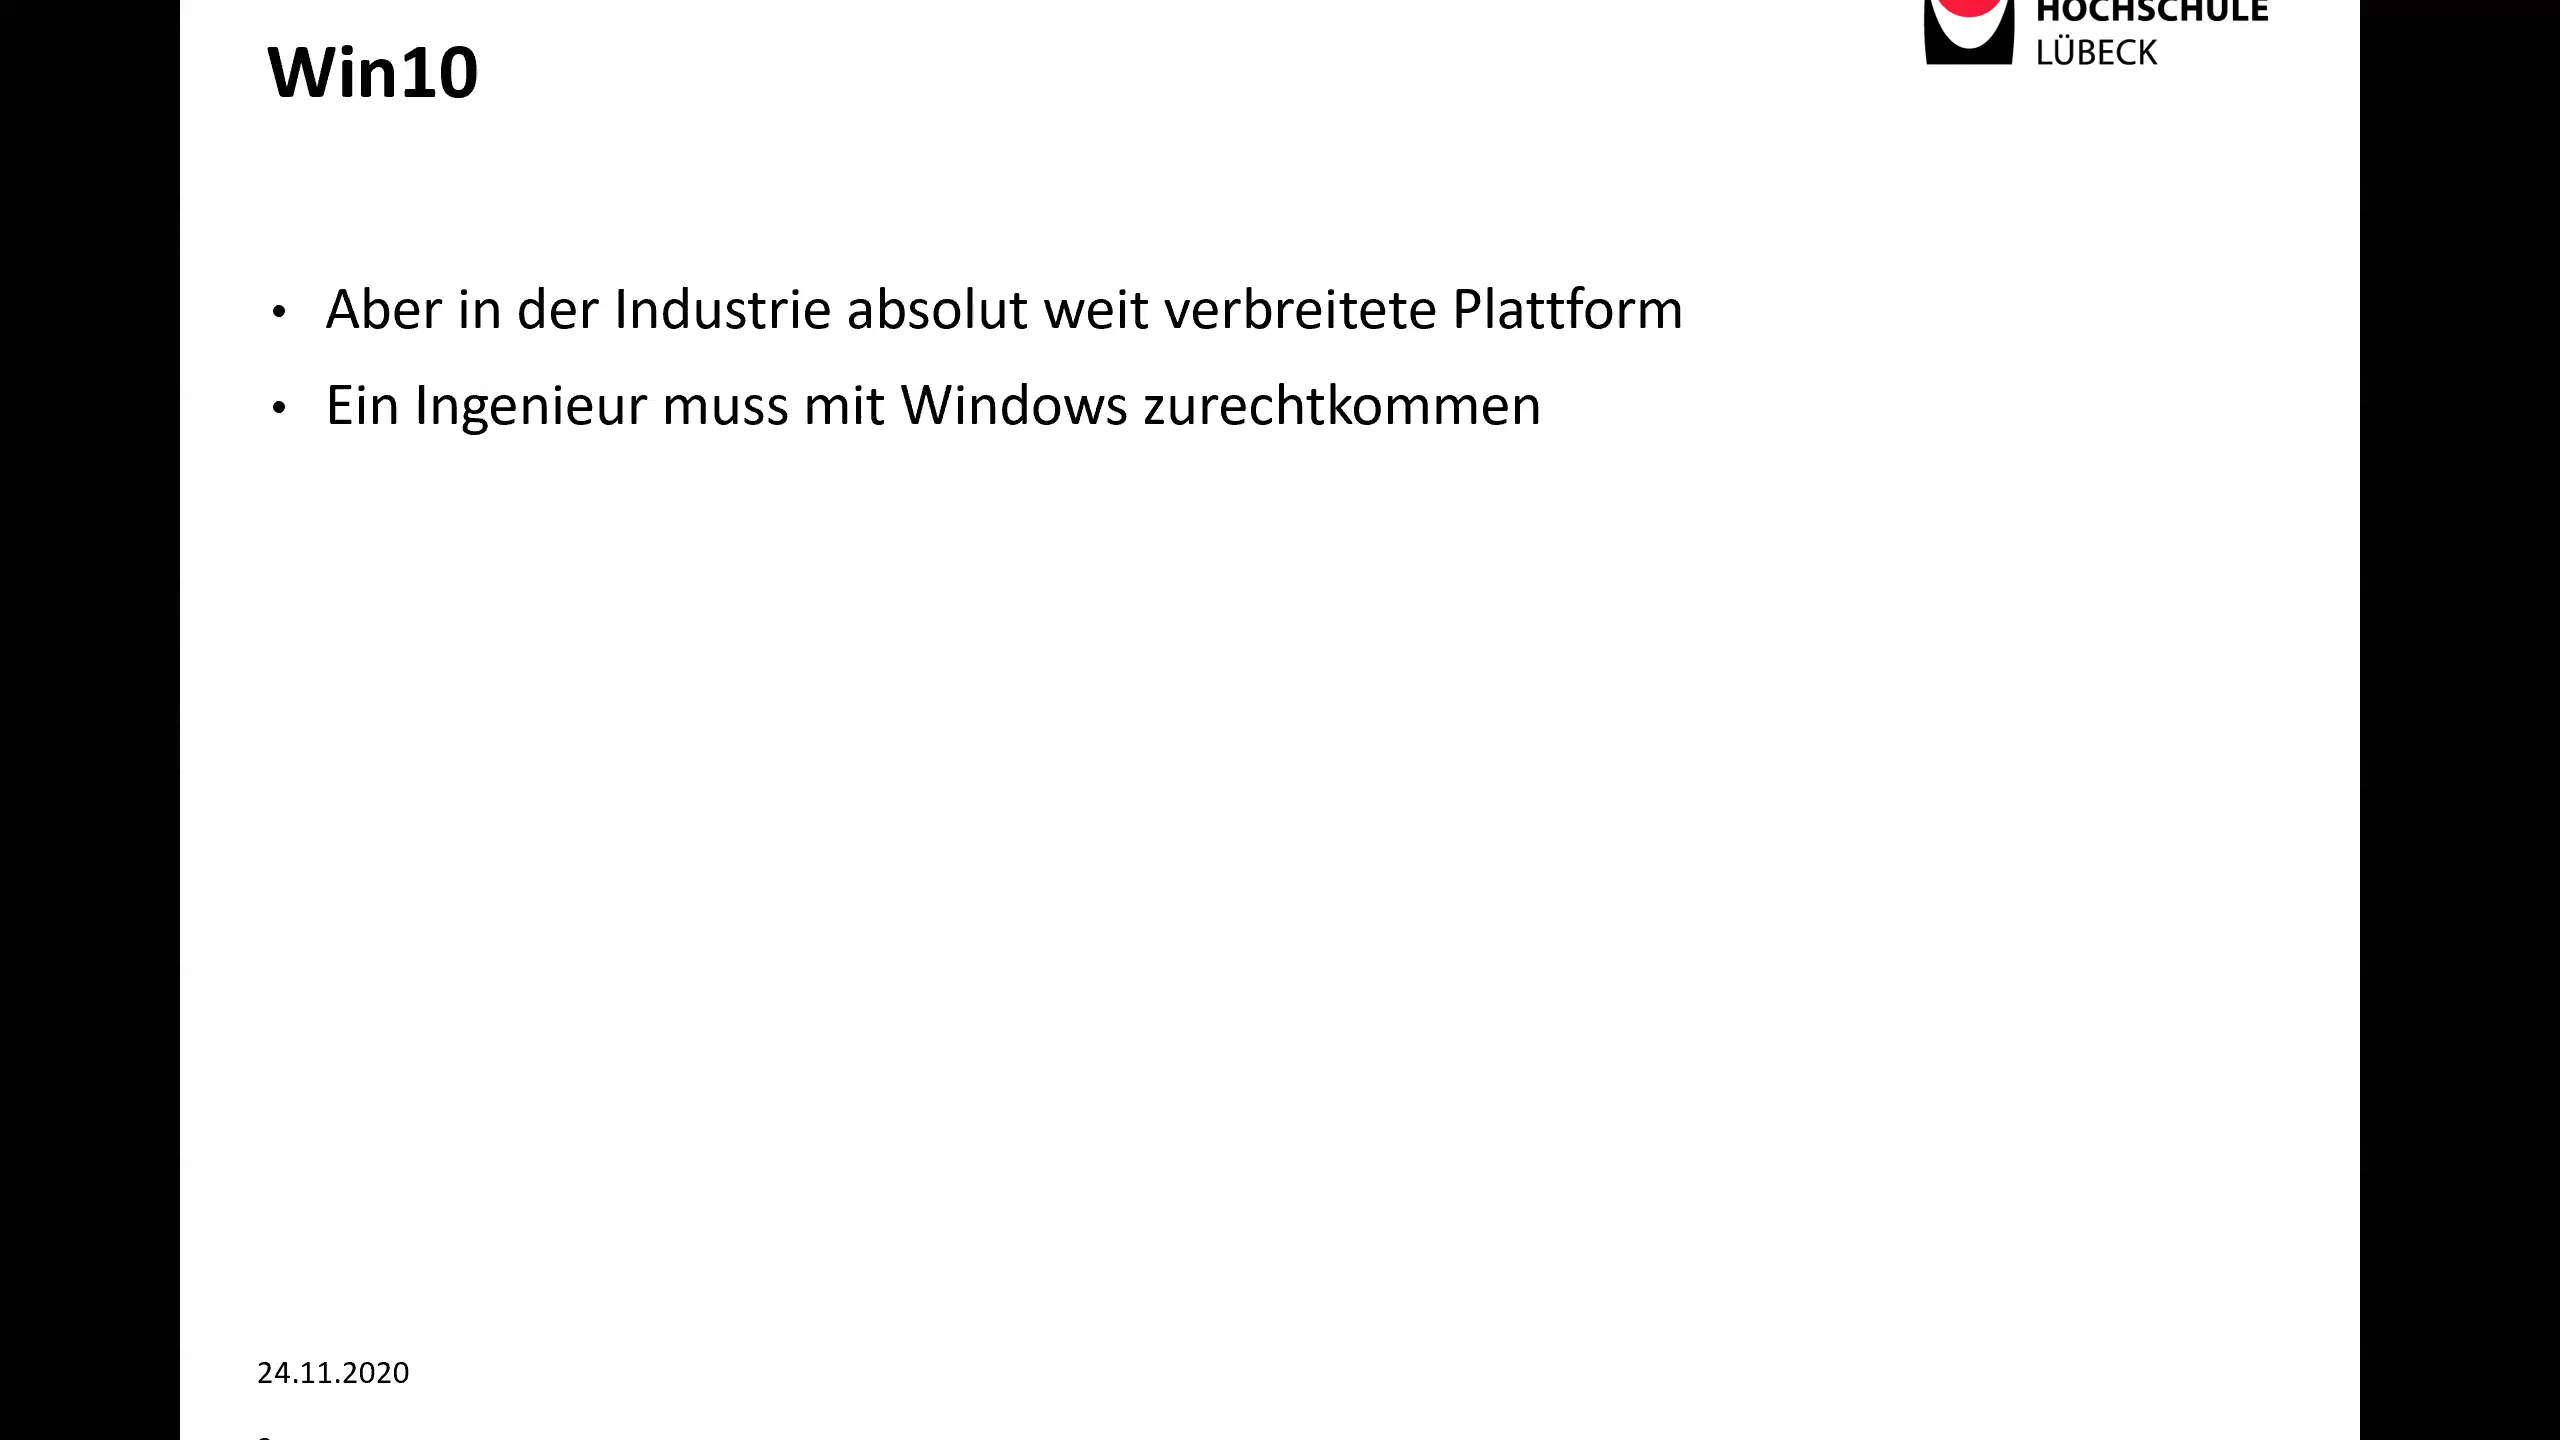 HOCHSCHULE
LÜBECK
Win10
• Aber in der Industrie absolut weit verbreitete Plattform
• Ein Ingenieur muss mit Windows zurechtkommen
24.11.2020